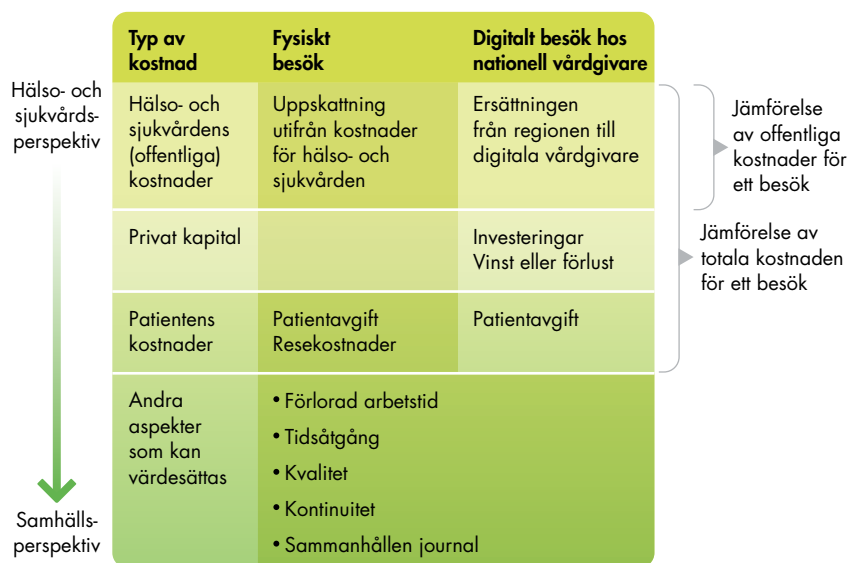 Typ av
kostnad
Fysiskt
besök
Digitalt besök hos
nationell vårdgivare
Hälso- och
sjukvårds-
perspektiv
Hälso- och
sjukvårdens
(offentliga)
kostnader
Uppskattning
utifrån kostnader
för hälso- och
sjukvården
Ersättningen
från regionen till
digitala vårdgivare
Jämförelse
av offentliga
kostnader för
ett besök
Privat kapital
Investeringar
Vinst eller förlust
Jämförelse av
totala kostnaden
för ett besök
Patientens
kostnader
Patientavgift
Resekostnader
Patientavgift
Andra
aspekter
som kan
värdesättas
• Förlorad arbetstid
• Tidsåtgång
• Kvalitet
• Kontinuitet
• Sammanhållen journal
Samhälls-
perspektiv